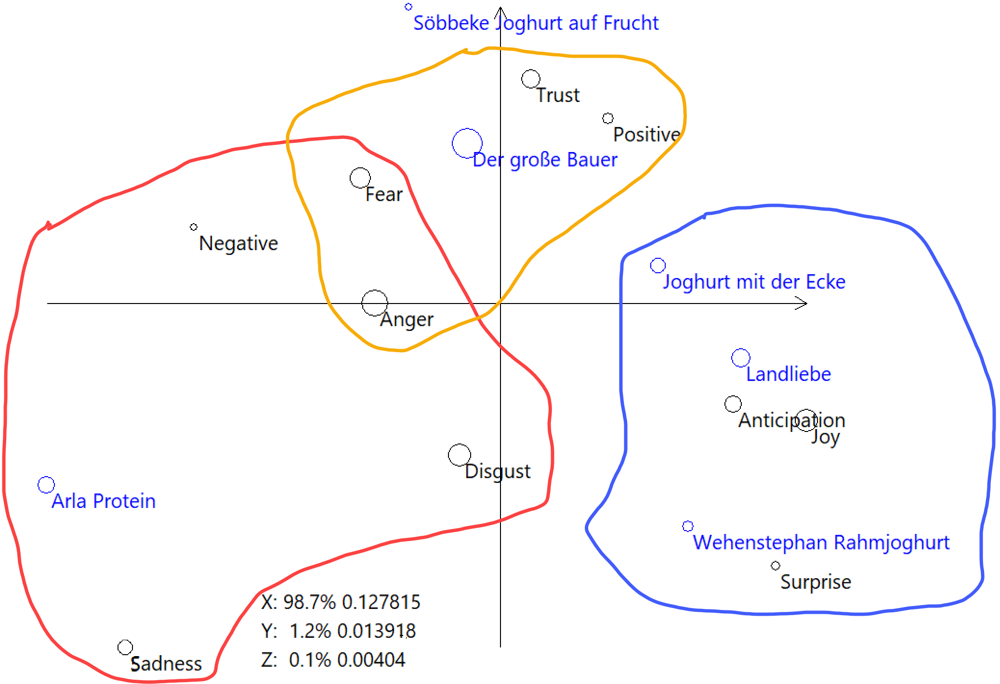 Söbbeke Joghurt auf Frucht
Trust
Positive
Der große Bauer
Fear
Negative
Joghurt mit der Ecke
Anger
Landliebe
Anticipation
Joy
Disgust
Arla Protein
Wehenstephan Rahmjoghurt
Surprise
X: 98.7% 0.127815
Y: 1.2% 0.013918
Z: 0.1% 0.00404
Sadness